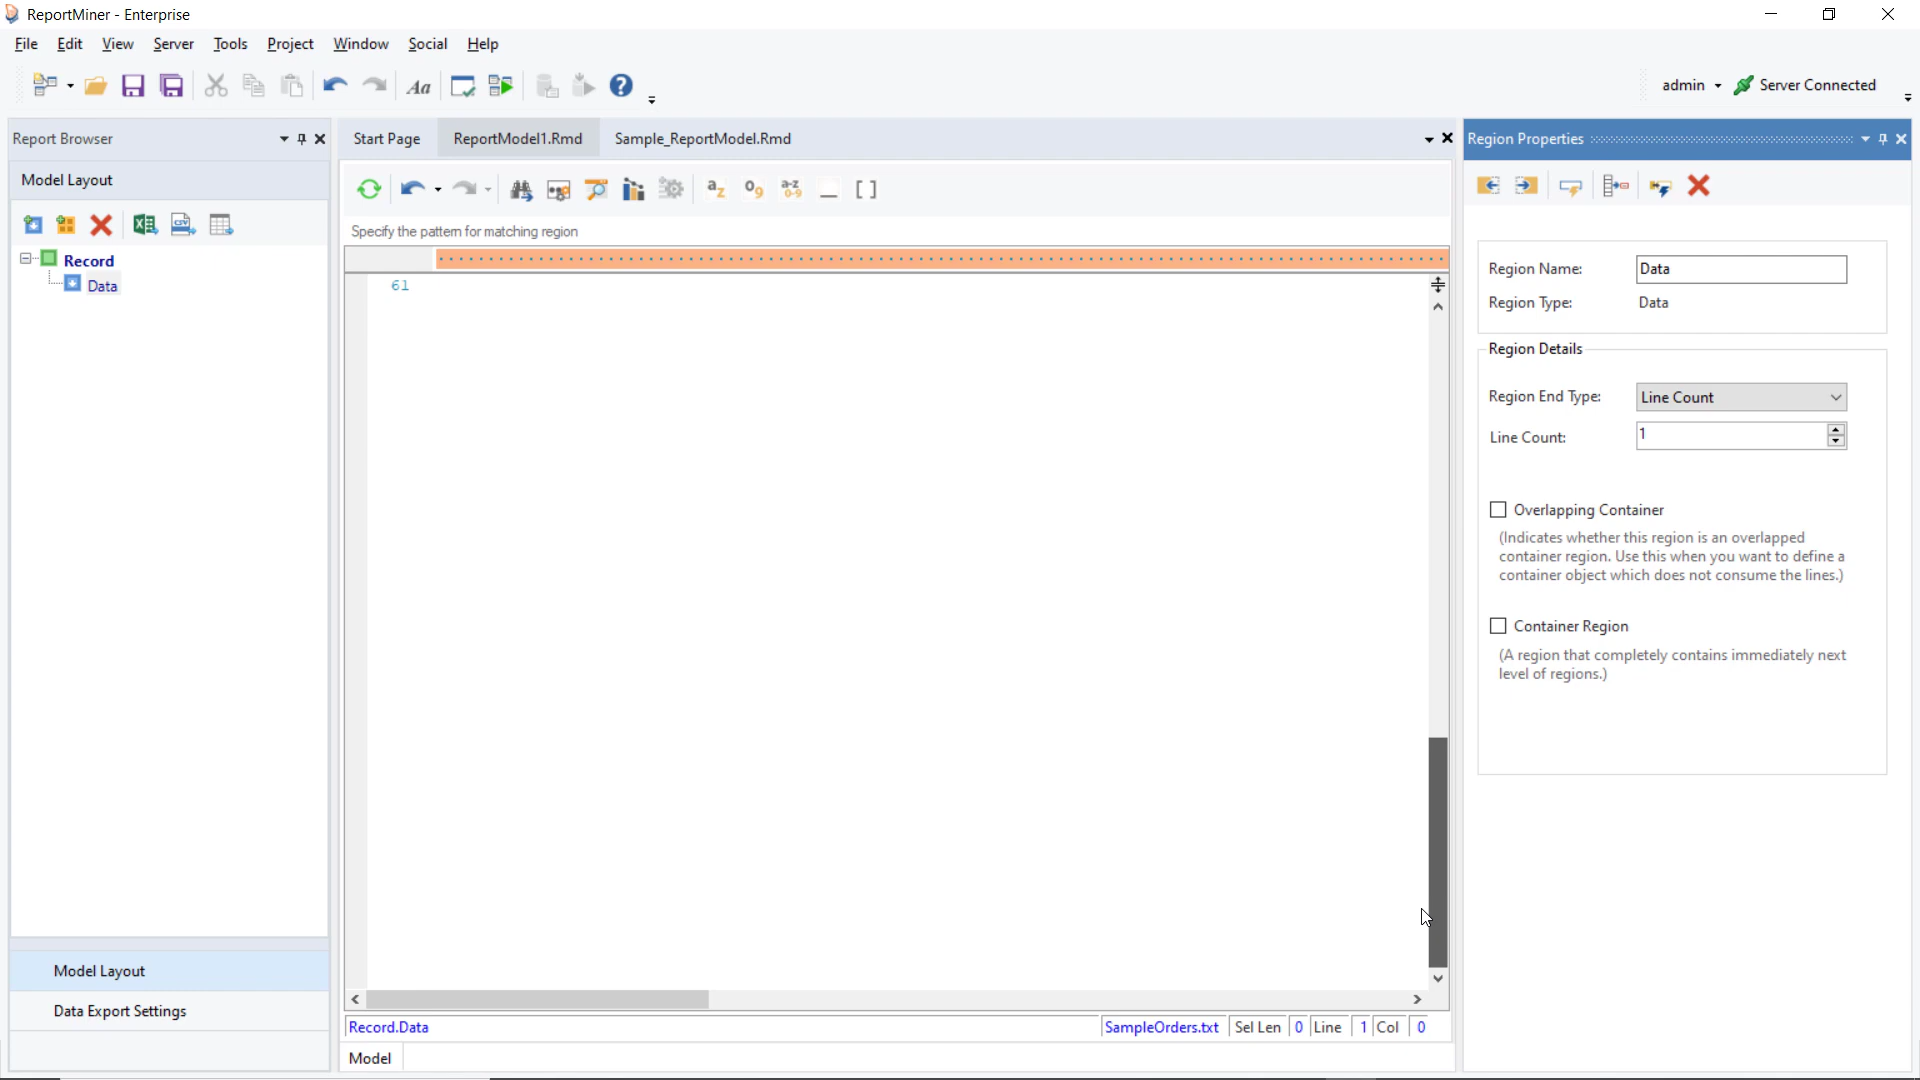 ReportMiner - Enterprise
File Edit View Server Tools Project Window Social Help
Aa
admin Server Connected
Report Browser
Model Layout
Record
Data
Model Layout
Data Export Settings
Start Page ReportModel1.Rmd Sample_ReportModel.Rmd
Specify the pattern for matching region
61
Record.Data SampleOrders.txt Sel Len 0 Line 1 Col 0
Model
Region Properties
Region Name: Data
Region Type: Data
Region Details
Region End Type: Line Count
Line Count: 1
Overlapping Container
(Indicates whether this region is an overlapped
container region. Use this when you want to define a
container object which does not consume the lines.)
Container Region
(A region that completely contains immediately next
level of regions.)